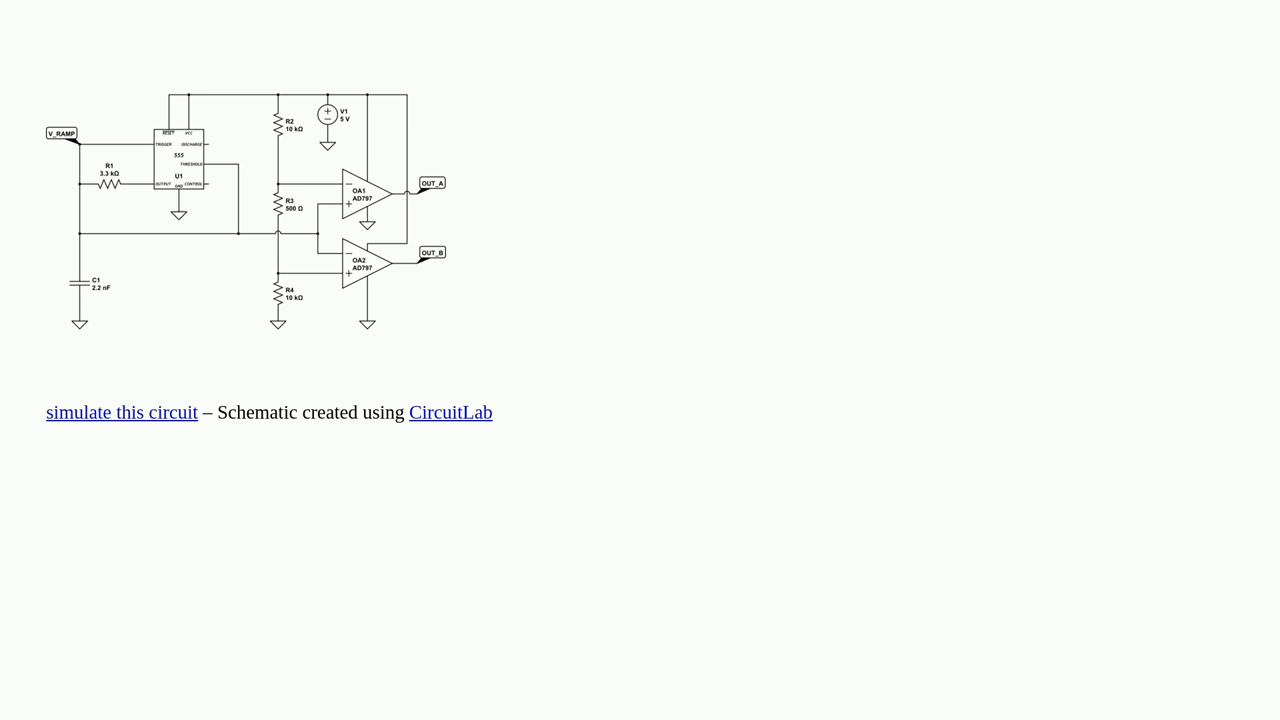 V_RAMP
R1
3.3 kΩ
RESET VCC
TRIGGER DISCHARGE
555
THRESHOLD
U1
OUTPUT GND CONTROL
R2
10 kΩ
V1
5 V
R3
500 Ω
OA1
AD797
OUT_A
OA2
AD797
OUT_B
C1
2.2 nF
R4
10 kΩ
simulate this circuit – Schematic created using CircuitLab